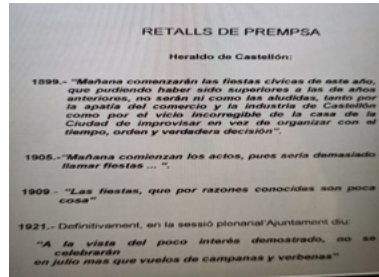 RETALLS DE PREMPSA
Heraldo de Castellón:
1899.- "Mañana comenzarán las fiestas cívicas de este año,
que pudiendo haber sido superiores a las de años
anteriores, no serán ni como las aludidas, tanto por
la apatía del comercio y la industria de Castellón
como por el vicio incorregible de la casa de la
Ciudad de improvisar en vez de organizar con el
tiempo, orden y verdadera decisión".
1905.-"Mañana comienzan los actos, pues sería demasiado
llamar fiestas ... ".
1909 - "Las fiestas, que por razones conocidas son poca
cosa"
1921.- Definitivament, en la sessió plenarial'Ajuntament diu:
"A la vista del poco interés demostrado, no se
celebrarán
en julio mas que vuelos de campanas y verbenas"